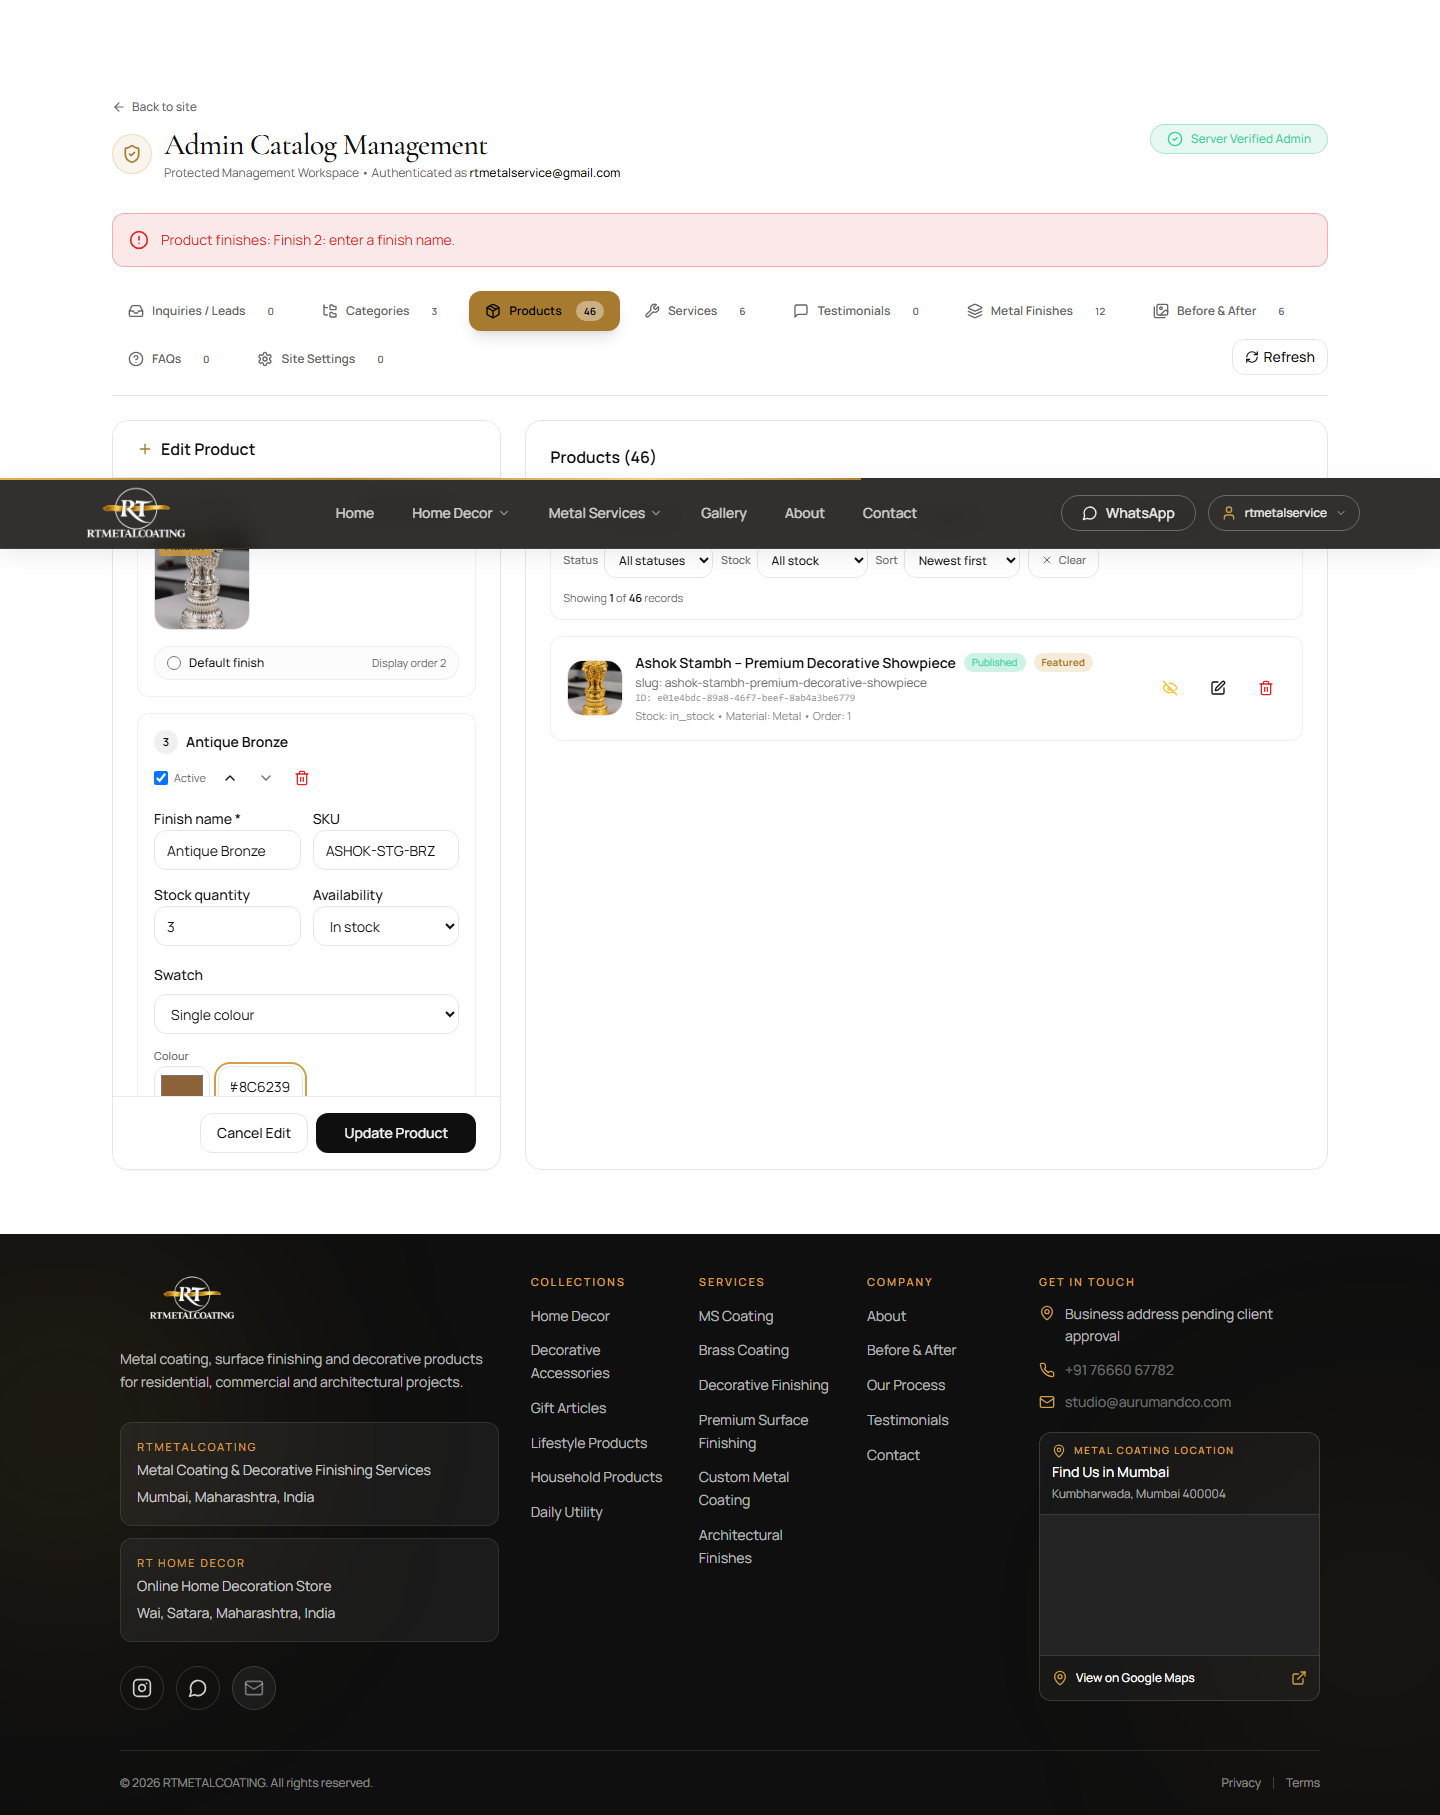 Back to site
Admin Catalog Management
Protected Management Workspace • Authenticated as rtmetalservice@gmail.com
Server Verified Admin
Product finishes: Finish 2: enter a finish name.
Inquiries / Leads 0
Categories 3
Products 46
Services 6
Testimonials 0
Metal Finishes 12
Before & After 6
FAQs 0
Site Settings 0
Refresh
Edit Product
Products (46)
RT
RTMETALCOATING
Home
Home Decor
Metal Services
Gallery
About
Contact
WhatsApp
rtmetalservice
Status All statuses
Stock All stock
Sort Newest first
Clear
Showing 1 of 46 records
Default finish
Display order 2
Ashok Stambh – Premium Decorative Showpiece Published Featured
slug: ashok-stambh-premium-decorative-showpiece
ID: e01e4bdc-89a8-46f7-beef-8ab4a3be6779
Stock: in_stock • Material: Metal • Order: 1
3 Antique Bronze
Active
Finish name * SKU
Antique Bronze ASHOK-STG-BRZ
Stock quantity Availability
3 In stock
Swatch
Single colour
Colour
#8C6239
Cancel Edit
Update Product
RT
RTMETALCOATING
Metal coating, surface finishing and decorative products
for residential, commercial and architectural projects.
RTMETALCOATING
Metal Coating & Decorative Finishing Services
Mumbai, Maharashtra, India
RT HOME DECOR
Online Home Decoration Store
Wai, Satara, Maharashtra, India
COLLECTIONS
Home Decor
Decorative
Accessories
Gift Articles
Lifestyle Products
Household Products
Daily Utility
SERVICES
MS Coating
Brass Coating
Decorative Finishing
Premium Surface
Finishing
Custom Metal
Coating
Architectural
Finishes
COMPANY
About
Before & After
Our Process
Testimonials
Contact
GET IN TOUCH
Business address pending client
approval
+91 76660 67782
studio@aurumandco.com
METAL COATING LOCATION
Find Us in Mumbai
Kumbharwada, Mumbai 400004
View on Google Maps
© 2026 RTMETALCOATING. All rights reserved.
Privacy | Terms